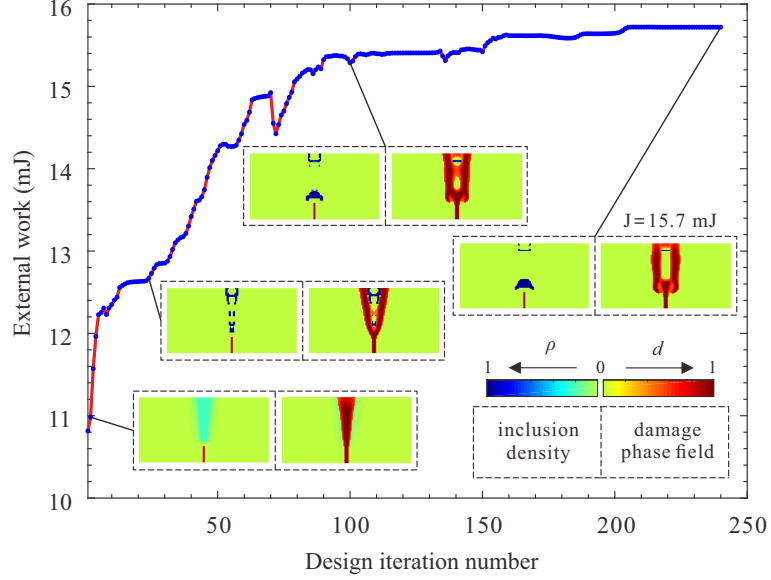 16
15
14
13
12
11
10
External work (mJ)
50
100
150
200
250
Design iteration number
J = 15.7 mJ
ρ
d
1
0
1
inclusion
density
damage
phase field